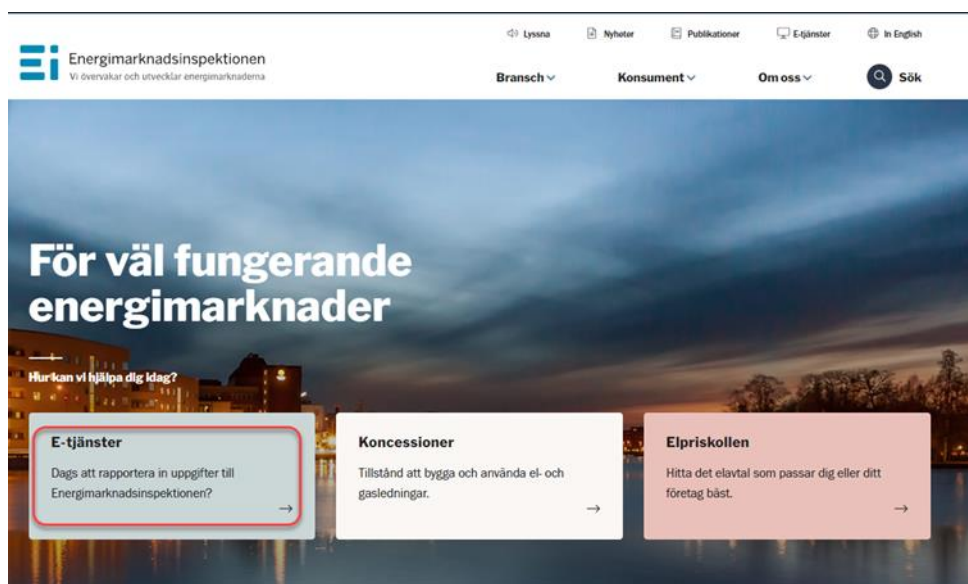 Lyssna
Nyheter
Publikationer
E-tjänster
In English
Ei
Energimarknadsinspektionen
Vi övervakar och utvecklar energimarknaderna
Bransch
Konsument
Om oss
Sök
För väl fungerande
energimarknader
Hur kan vi hjälpa dig idag?
E-tjänster
Dags att rapportera in uppgifter till
Energimarknadsinspektionen?
Koncessioner
Tillstånd att bygga och använda el- och
gasledningar.
Elpriskollen
Hitta det elavtal som passar dig eller ditt
företag bäst.